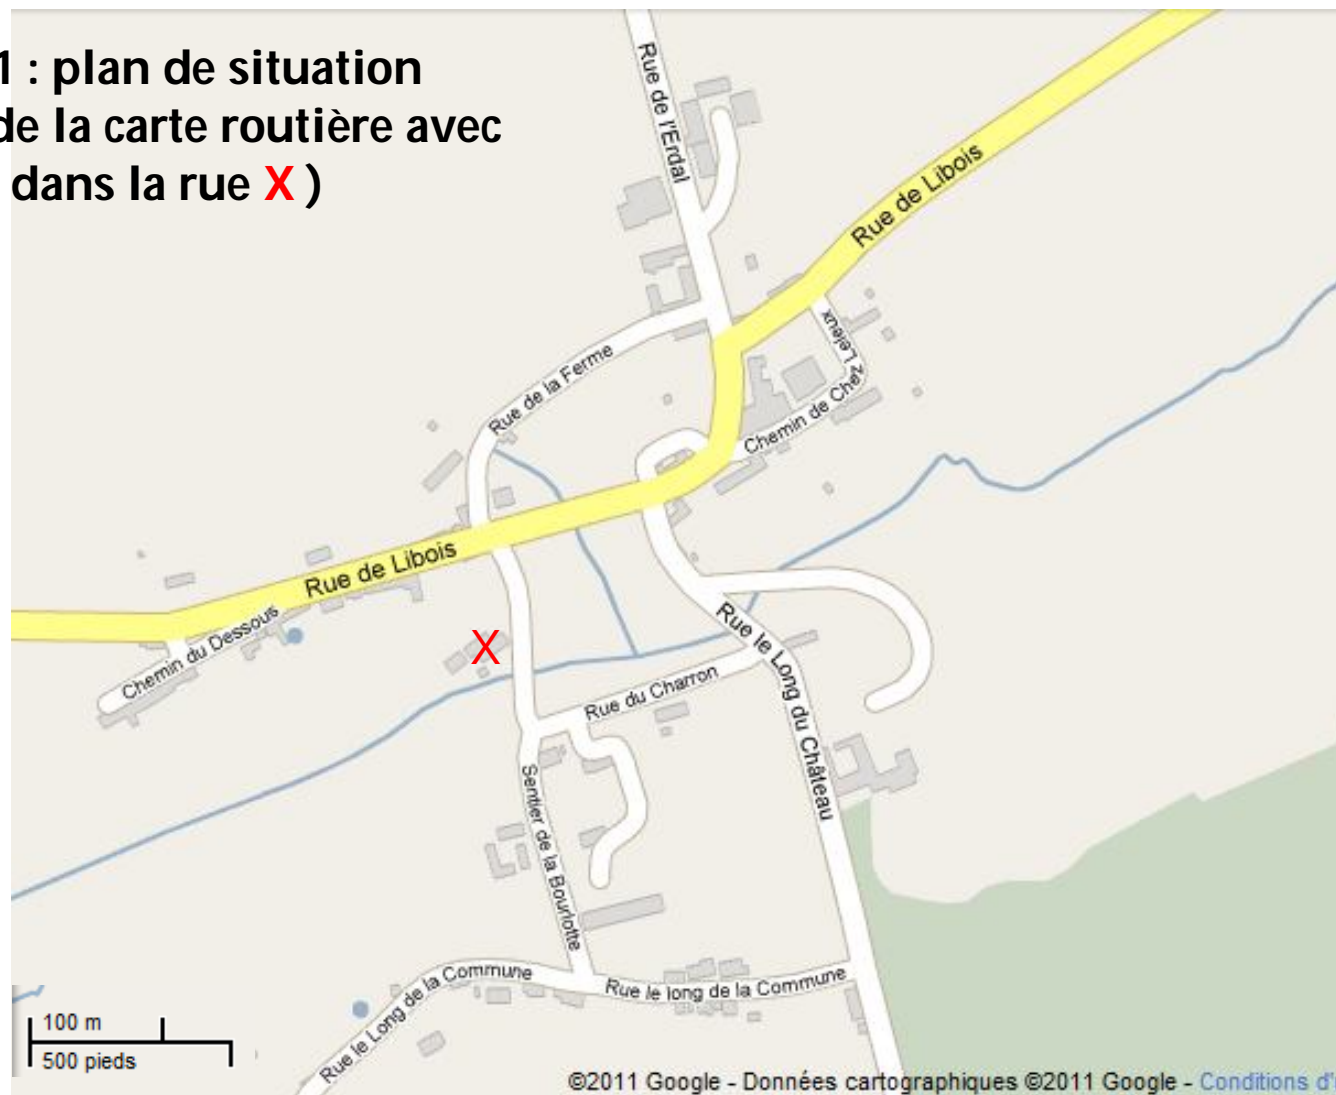 1 : plan de situation
de la carte routière avec
dans la rue X )
Rue de l'Erdal
Rue de Libois
Chemin de Chez Leleux
Rue de la Ferme
Rue de Libois
Chemin du Dessous
X
Rue le Long du Château
Rue du Charron
Sentier de la Bourlotte
Rue le Long de la Commune
Rue le long de la Commune
100 m
500 pieds
©2011 Google - Données cartographiques ©2011 Google - Conditions